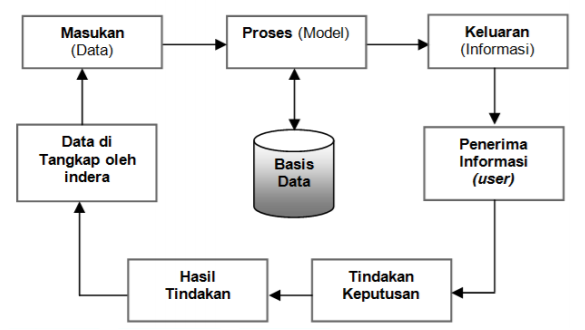 Masukan
(Data)
Proses (Model)
Keluaran
(Informasi)
Data di
Tangkap oleh
indera
Basis
Data
Penerima
Informasi
(user)
Hasil
Tindakan
Tindakan
Keputusan